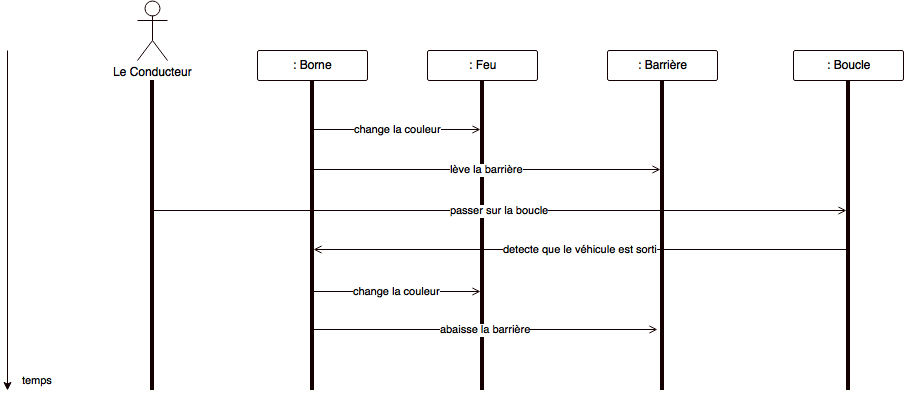 Le Conducteur
: Borne
: Feu
: Barrière
: Boucle
change la couleur
lève la barrière
passer sur la boucle
detecte que le véhicule est sorti
change la couleur
abaisse la barrière
temps